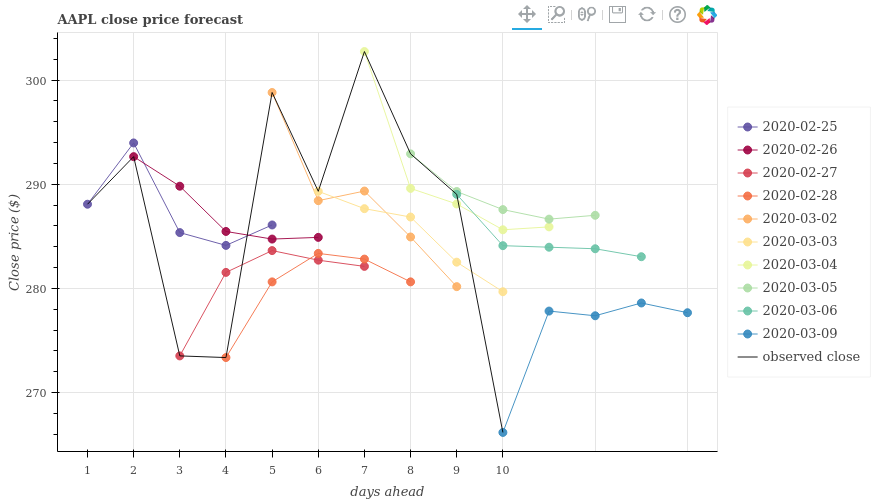 AAPL close price forecast
300
290
280
270
Close price ($)
1 2 3 4 5 6 7 8 9 10
days ahead
2020-02-25
2020-02-26
2020-02-27
2020-02-28
2020-03-02
2020-03-03
2020-03-04
2020-03-05
2020-03-06
2020-03-09
observed close